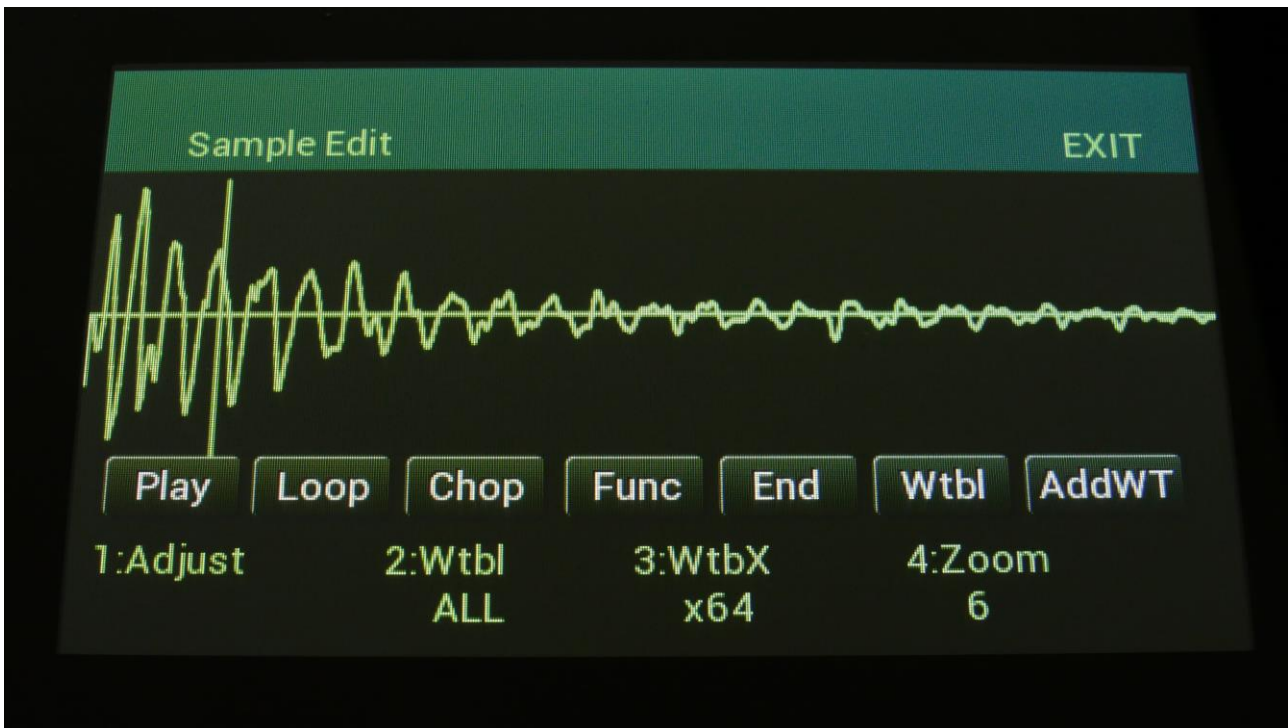 Sample Edit EXIT
Play Loop Chop Func End Wtbl AddWT
1:Adjust 2:Wtbl 3:WtbX 4:Zoom
ALL x64 6